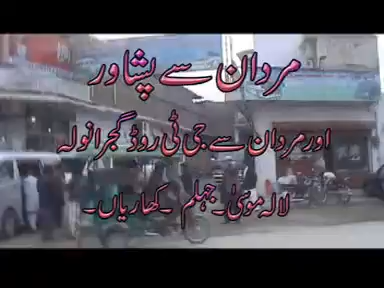 مردان سے پشاور
اور مردان سے جی ٹی روڈ گجرانولہ
لالہ موسیٰ۔ جہلم ۔ کھاریاں۔